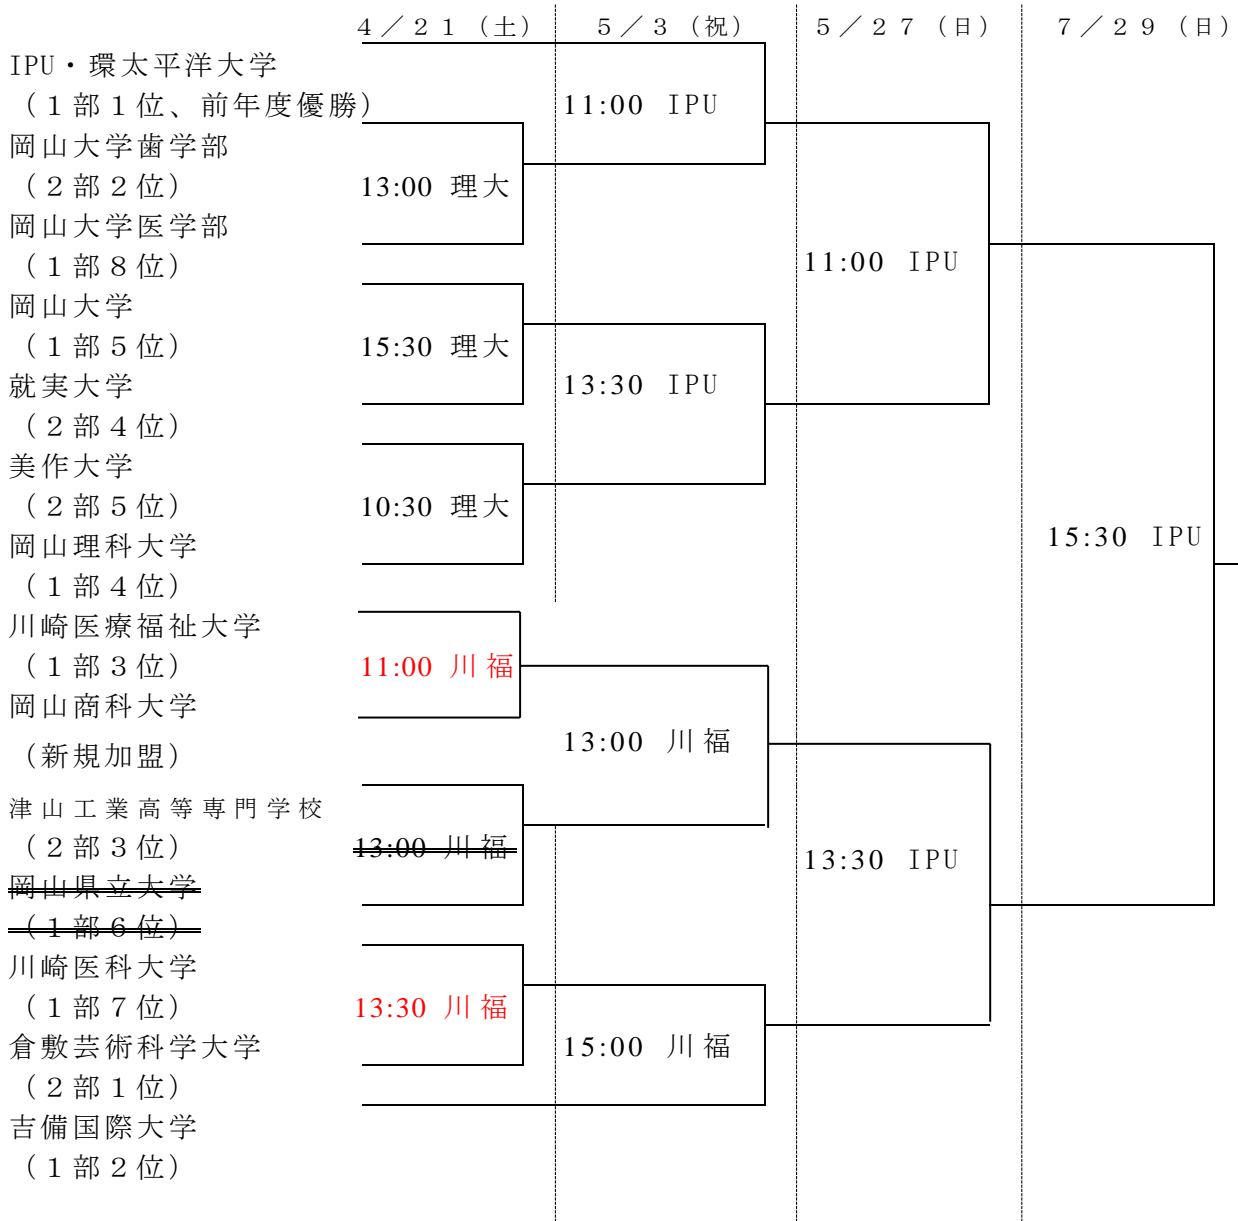 4／21（土） 5／3（祝） 5／27（日） 7／29（日）
IPU・環太平洋大学
（1部1位、前年度優勝） 11:00 IPU
岡山大学歯学部
（2部2位） 13:00 理大
岡山大学医学部
（1部8位） 11:00 IPU
岡山大学
（1部5位） 15:30 理大
就実大学 13:30 IPU
（2部4位）
美作大学
（2部5位） 10:30 理大
岡山理科大学 15:30 IPU
（1部4位）
川崎医療福祉大学
（1部3位） 11:00 川福
岡山商科大学
（新規加盟） 13:00 川福
津山工業高等専門学校
（2部3位） 13:00 川福 13:30 IPU
岡山県立大学
（1部6位）
川崎医科大学
（1部7位） 13:30 川福
倉敷芸術科学大学 15:00 川福
（2部1位）
吉備国際大学
（1部2位）